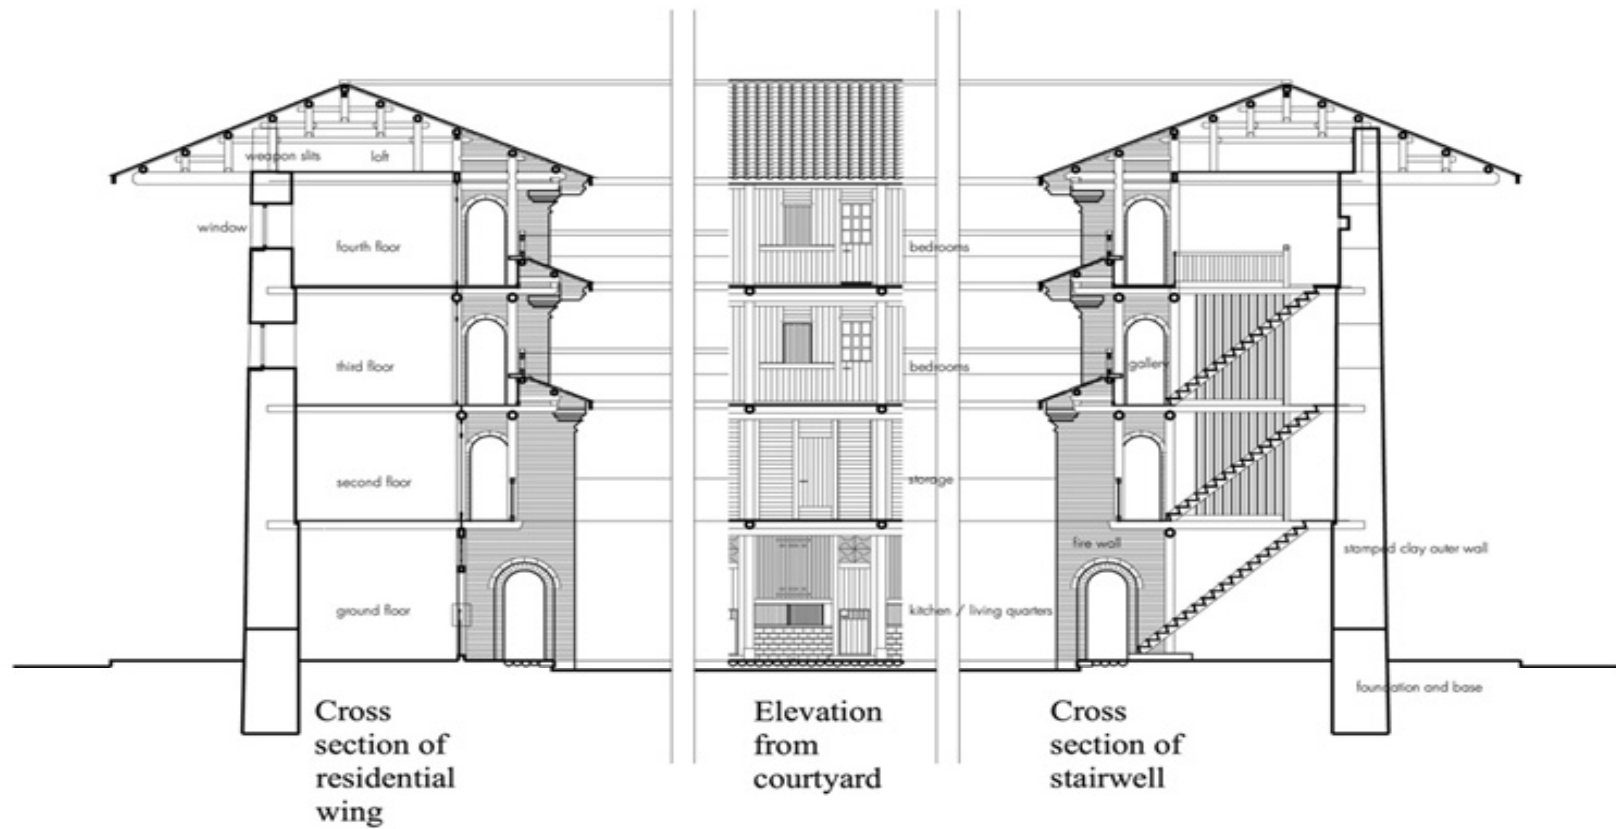 weapon slits
loft
window
fourth floor
bedrooms
third floor
bedrooms
gallery
second floor
storage
fire wall
stamped clay outer wall
ground floor
kitchen / living quarters
foundation and base
Cross
section of
residential
wing
Elevation
from
courtyard
Cross
section of
stairwell